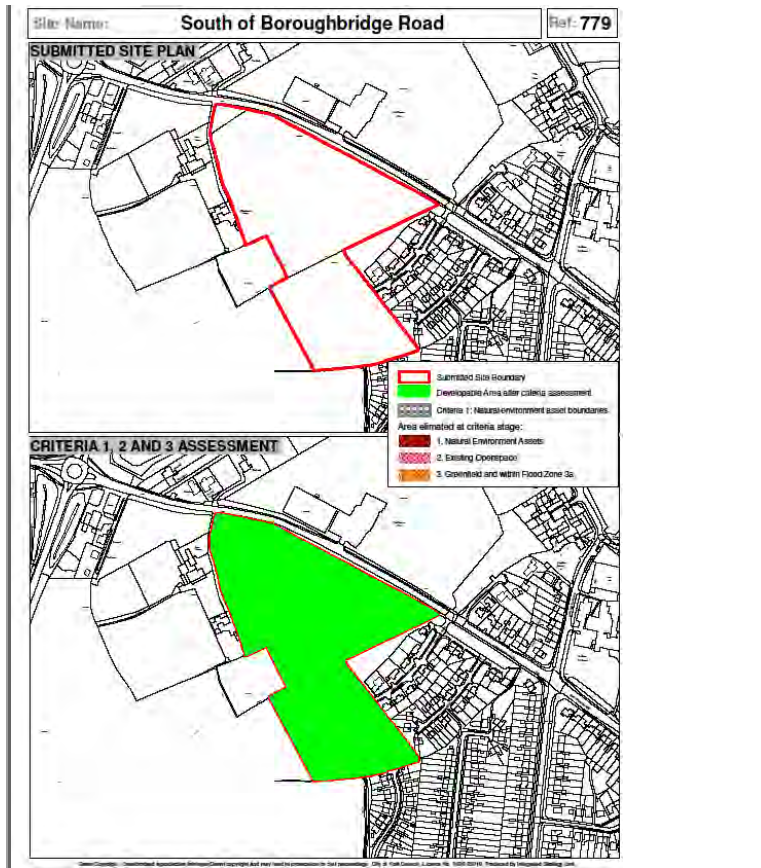 Site Name: South of Boroughbridge Road Ref: 779
SUBMITTED SITE PLAN
Submitted Site Boundary
Developable Area after criteria assessment
Criteria 1: Natural environment asset boundaries
Area elimated at criteria stage:
1. Natural Environment Assets
2. Existing Openspace
3. Greenfield and within Flood Zone 3a
CRITERIA 1, 2 AND 3 ASSESSMENT